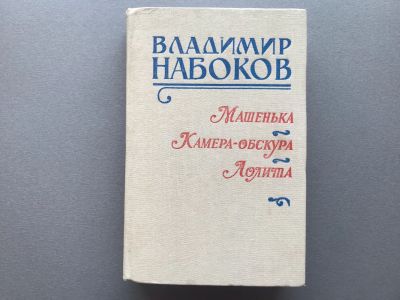 ВЛАДИМИР
НАБОКОВ
МАШЕНЬКА
КАМЕРА-ОБСКУРА
ЛОЛИТА